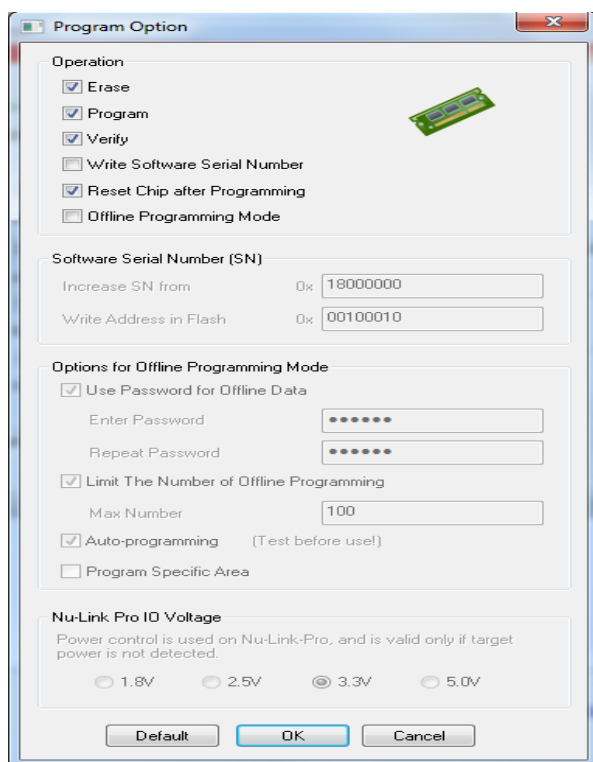 Program Option
Operation
Erase
Program
Verify
Write Software Serial Number
Reset Chip after Programming
Offline Programming Mode
Software Serial Number (SN)
Increase SN from 0x 18000000
Write Address in Flash 0x 00100010
Options for Offline Programming Mode
Use Password for Offline Data
Enter Password ●●●●●●
Repeat Password ●●●●●●
Limit The Number of Offline Programming
Max Number 100
Auto-programming (Test before use!)
Program Specific Area
Nu-Link Pro IO Voltage
Power control is used on Nu-Link-Pro, and is valid only if target
power is not detected.
1.8V 2.5V 3.3V 5.0V
Default OK Cancel